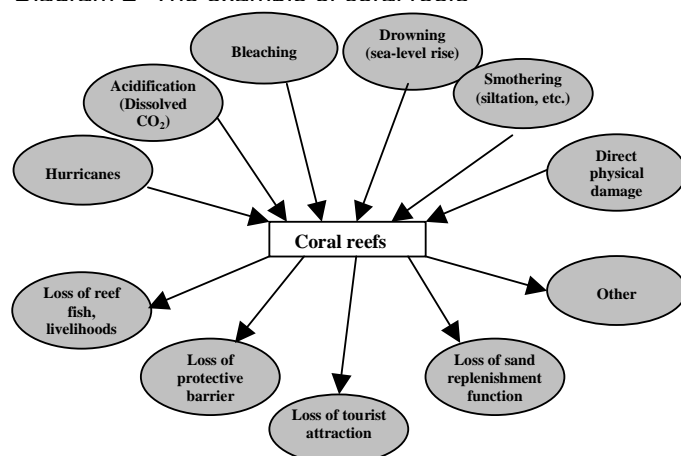 Bleaching
Drowning
(sea-level rise)
Acidification
(Dissolved
CO₂)
Smothering
(siltation, etc.)
Hurricanes
Direct
physical
damage
Coral reefs
Loss of reef
fish,
livelihoods
Other
Loss of
protective
barrier
Loss of sand
replenishment
function
Loss of tourist
attraction